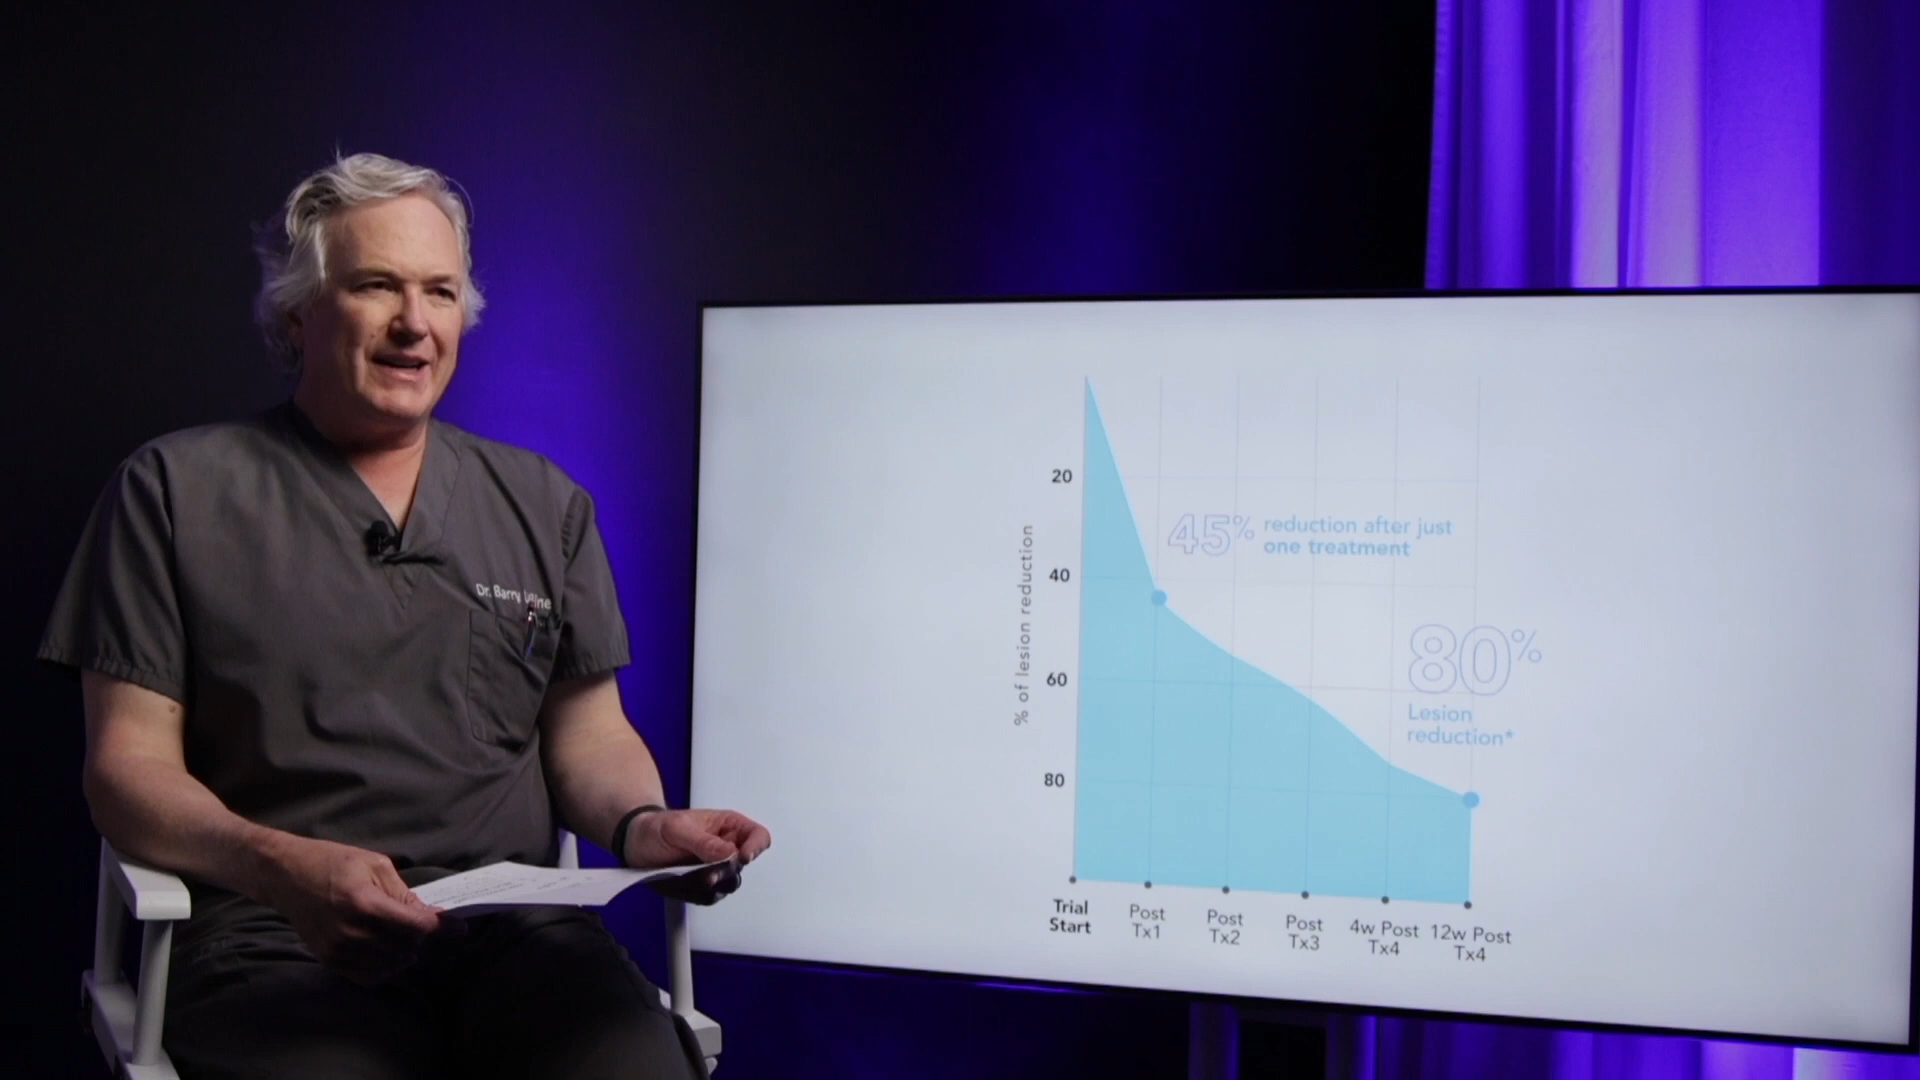 Dr. Barry
20
45% reduction after just
one treatment
40
% of lesion reduction
80%
60
Lesion
reduction*
80
Trial
Start
Post
Tx1
Post
Tx2
Post
Tx3
4w Post
Tx4
12w Post
Tx4